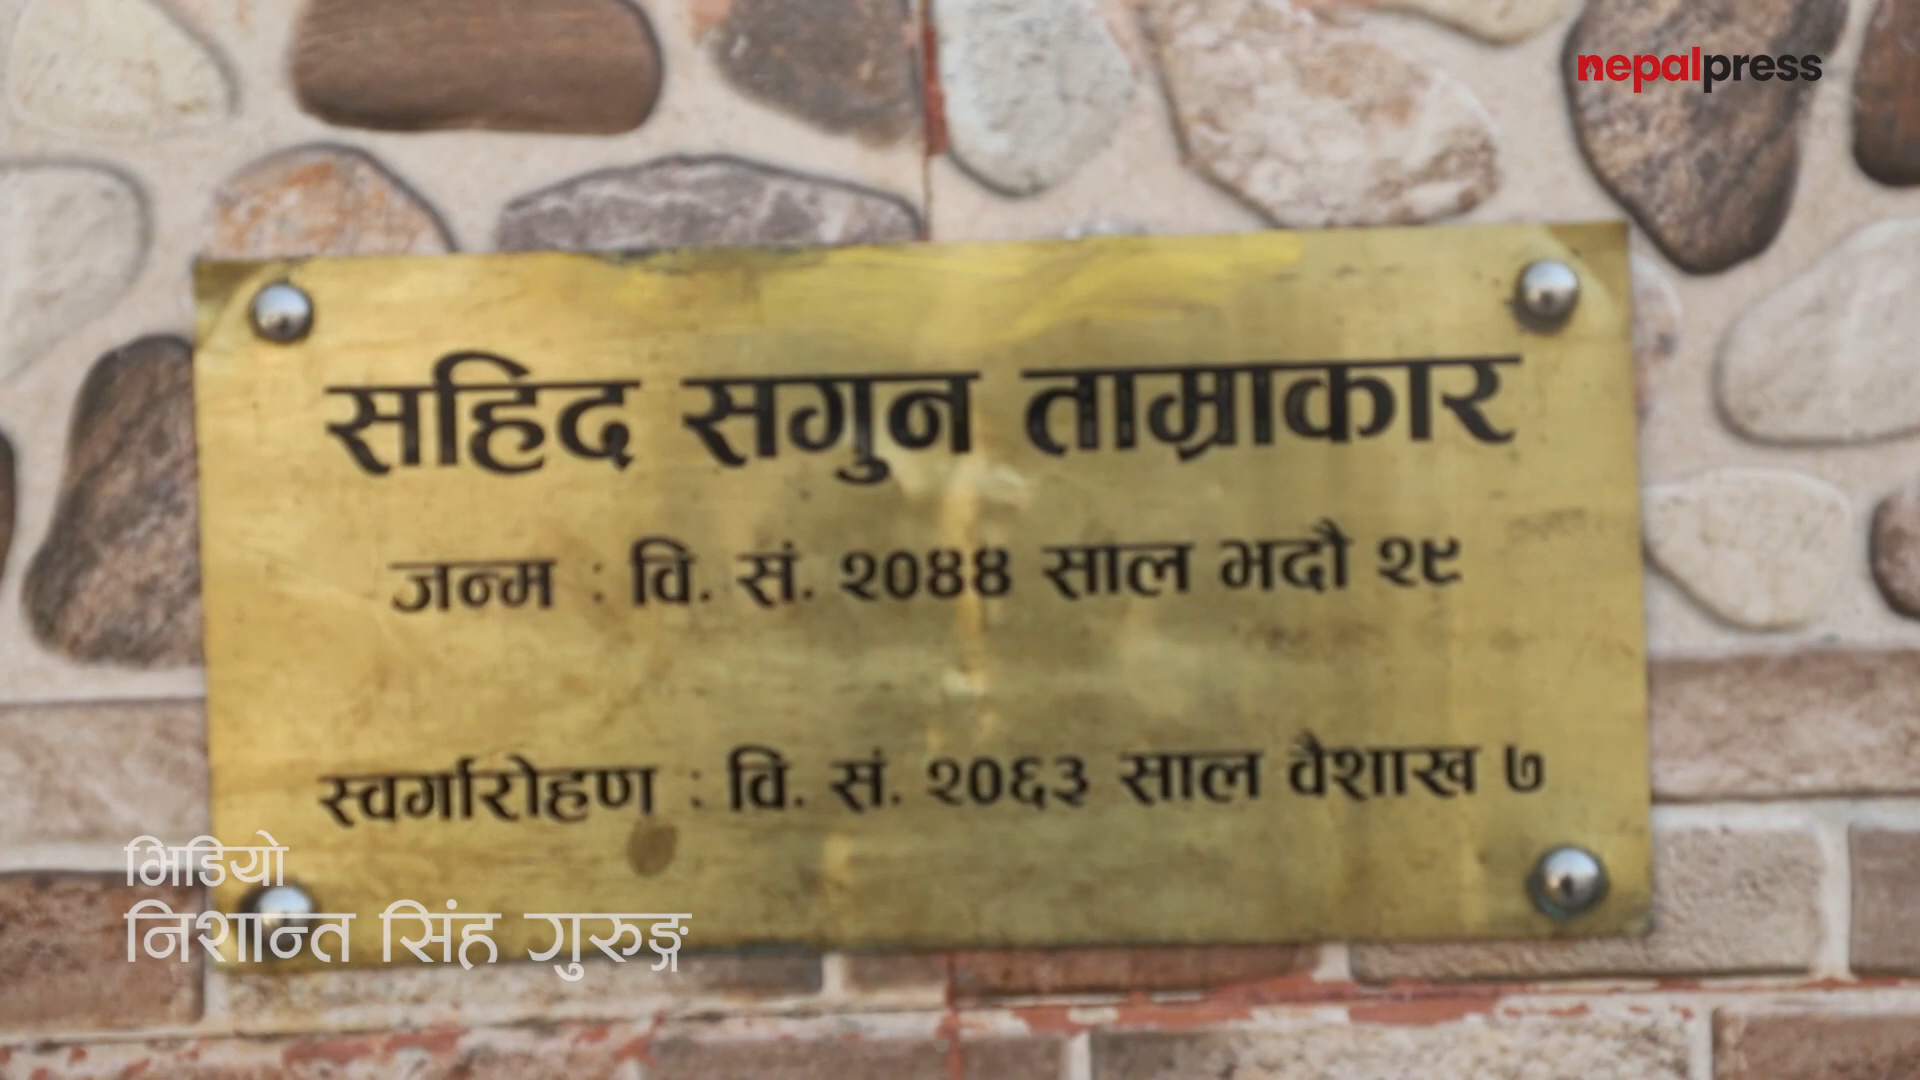 nepalpress
सहिद सगुन ताम्राकार
जन्म : वि. सं. २०४४ साल भदौ २९
स्वर्गारोहण : वि. सं. २०६३ साल वैशाख ७
भिडियो
निशान्त सिंह गुरुङ्ग